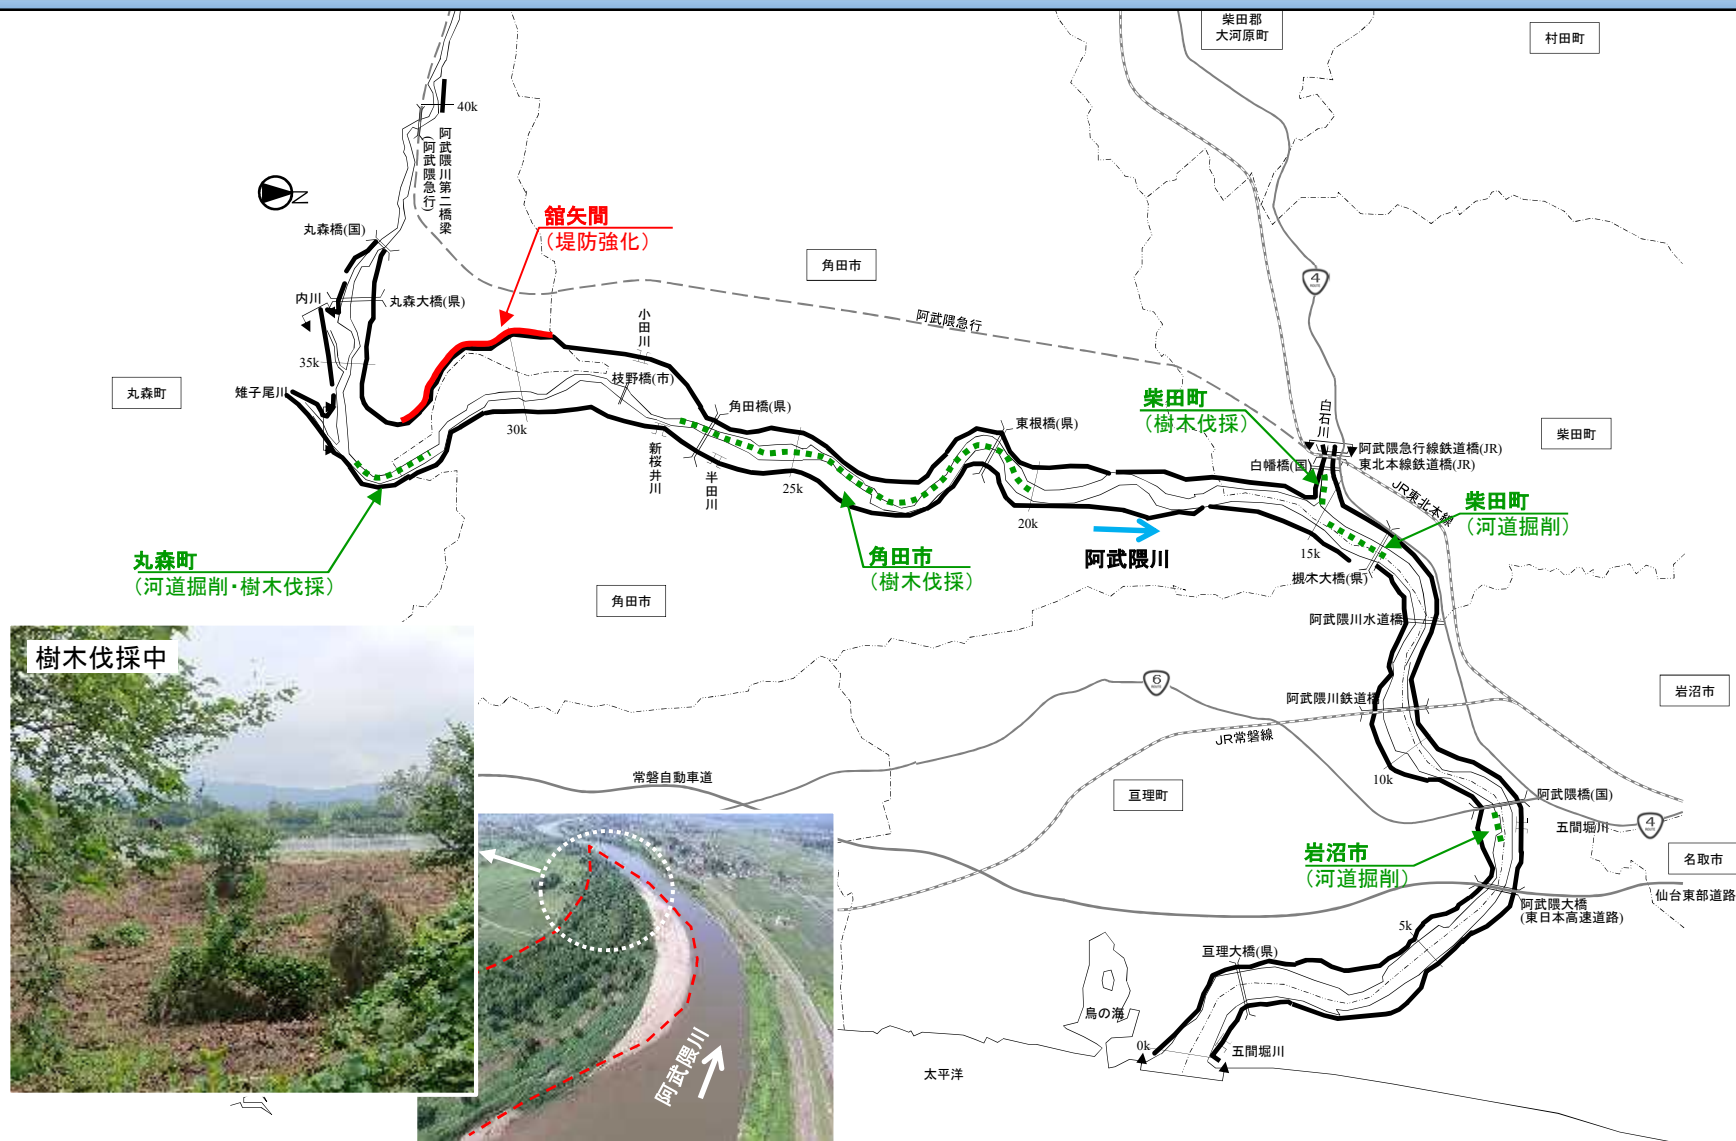 柴田郡
大河原町
村田町
40k
阿武隈川第二橋梁
(阿武隈急行)
N
丸森橋(国)
舘矢間
(堤防強化)
角田市
4
内川
丸森大橋(県)
小田川
阿武隈急行
35k
枝野橋(市)
丸森町
雉子尾川
角田橋(県)
東根橋(県)
柴田町
(樹木伐採)
白石川
柴田町
30k
新桜井川
半田川
25k
白幡橋(国)
阿武隈急行線鉄道橋(JR)
東北本線鉄道橋(JR)
JR東北本線
柴田町
(河道掘削)
20k
15k
阿武隈川
丸森町
(河道掘削・樹木伐採)
角田市
(樹木伐採)
槻木大橋(県)
角田市
阿武隈川水道橋
樹木伐採中
6
阿武隈川鉄道橋
岩沼市
JR常磐線
常磐自動車道
10k
亘理町
阿武隈橋(国)
五間堀川
4
岩沼市
(河道掘削)
名取市
仙台東部道路
阿武隈大橋
(東日本高速道路)
5k
亘理大橋(県)
鳥の海
0k
五間堀川
太平洋
阿武隈川